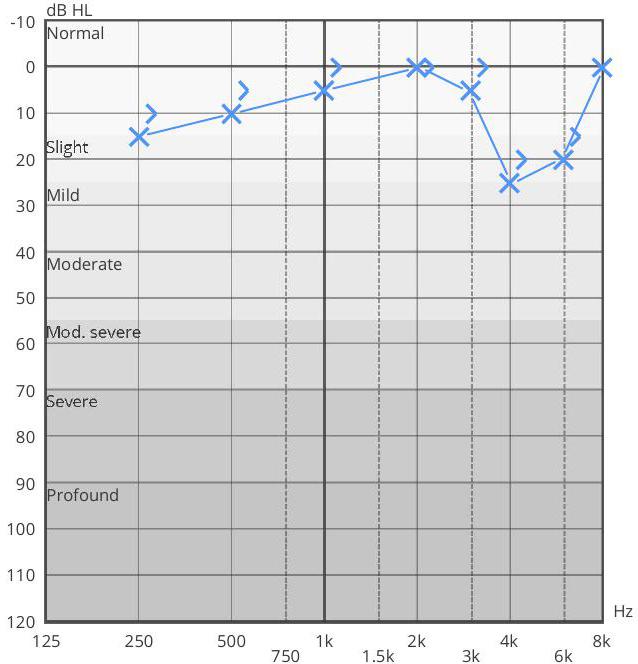 dB HL
-10
Normal
0
10
Slight
20
Mild
30
40
Moderate
50
Mod. severe
60
70
Severe
80
90
Profound
100
110
120
Hz
125 250 500 1k 2k 4k 8k
750 1.5k 3k 6k